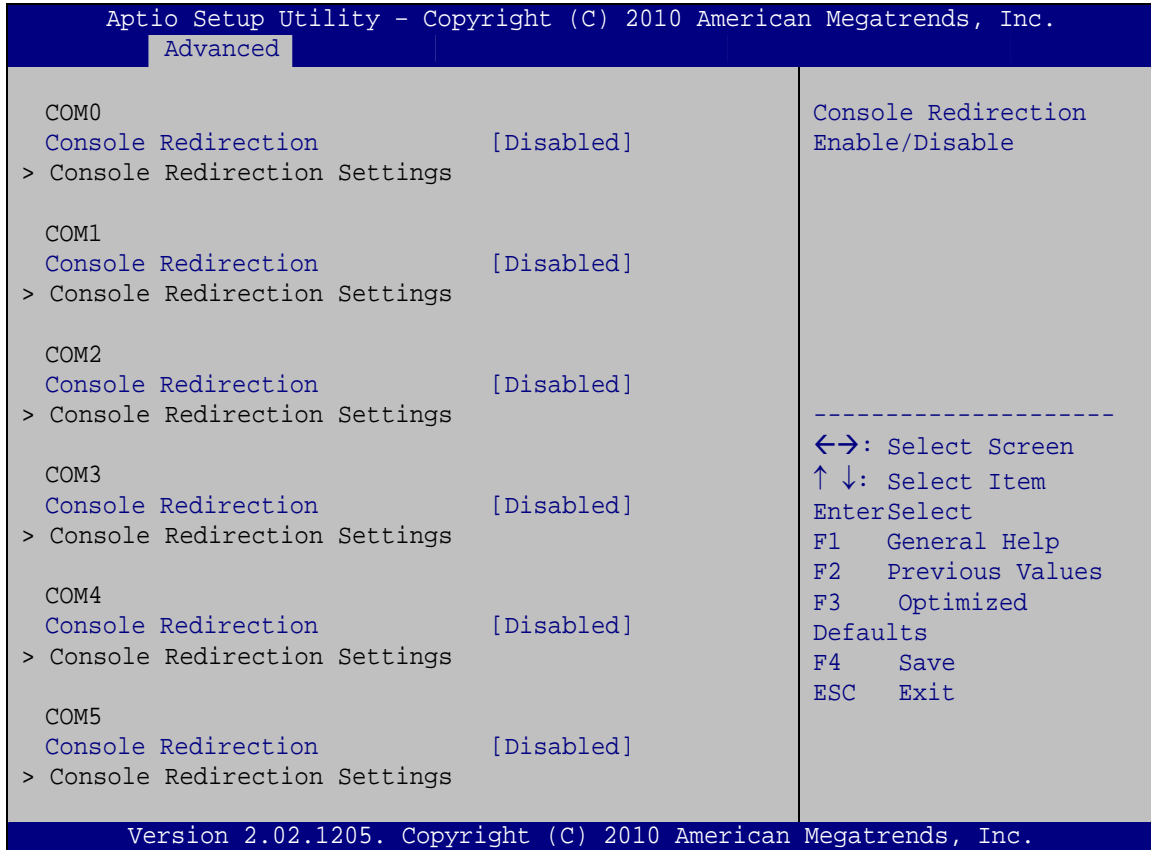 Aptio Setup Utility – Copyright (C) 2010 American Megatrends, Inc.
Advanced
COM0
Console Redirection [Disabled]
> Console Redirection Settings
COM1
Console Redirection [Disabled]
> Console Redirection Settings
COM2
Console Redirection [Disabled]
> Console Redirection Settings
COM3
Console Redirection [Disabled]
> Console Redirection Settings
COM4
Console Redirection [Disabled]
> Console Redirection Settings
COM5
Console Redirection [Disabled]
> Console Redirection Settings
Console Redirection
Enable/Disable
---------------------
←→: Select Screen
↑ ↓: Select Item
EnterSelect
F1 General Help
F2 Previous Values
F3 Optimized
Defaults
F4 Save
ESC Exit
Version 2.02.1205. Copyright (C) 2010 American Megatrends, Inc.